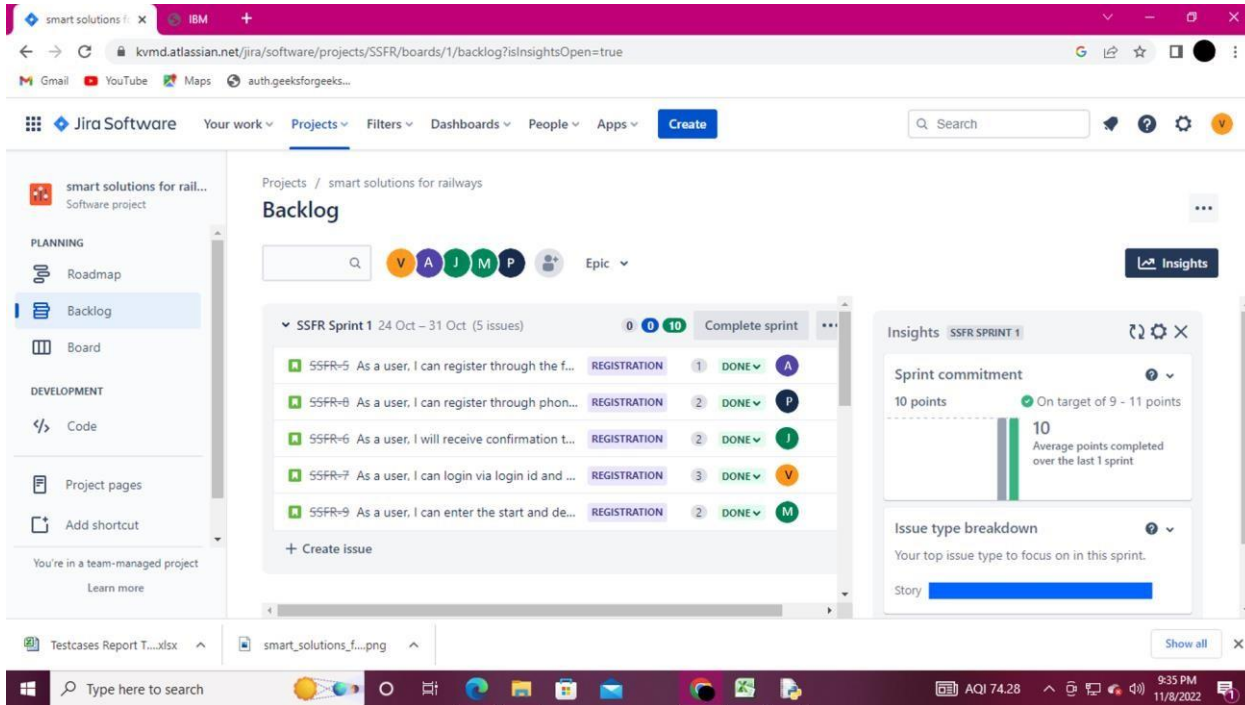 smart solutions f
IBM
kvmd.atlassian.net/jira/software/projects/SSFR/boards/1/backlog?isInsightsOpen=true
Gmail YouTube Maps auth.geeksforgeeks...
Jira Software Your work Projects Filters Dashboards People Apps Create Search V
smart solutions for rail...
Software project
PLANNING
Roadmap
Backlog
Board
DEVELOPMENT
Code
Project pages
Add shortcut
You're in a team-managed project
Learn more
Projects / smart solutions for railways
Backlog
V A J M P Epic Insights
SSFR Sprint 1 24 Oct – 31 Oct (5 issues) 0 0 10 Complete sprint ...
SSFR-5 As a user, I can register through the f... REGISTRATION 1 DONE A
SSFR-8 As a user, I can register through phon... REGISTRATION 2 DONE P
SSFR-6 As a user, I will receive confirmation t... REGISTRATION 2 DONE J
SSFR-7 As a user, I can login via login id and ... REGISTRATION 3 DONE V
SSFR-9 As a user, I can enter the start and de... REGISTRATION 2 DONE M
+ Create issue
Insights SSFR SPRINT 1
Sprint commitment
10 points On target of 9 - 11 points
10
Average points completed
over the last 1 sprint
Issue type breakdown
Your top issue type to focus on in this sprint.
Story
Testcases Report T....xlsx smart_solutions_f....png Show all
Type here to search AQI 74.28 9:35 PM
11/8/2022 1